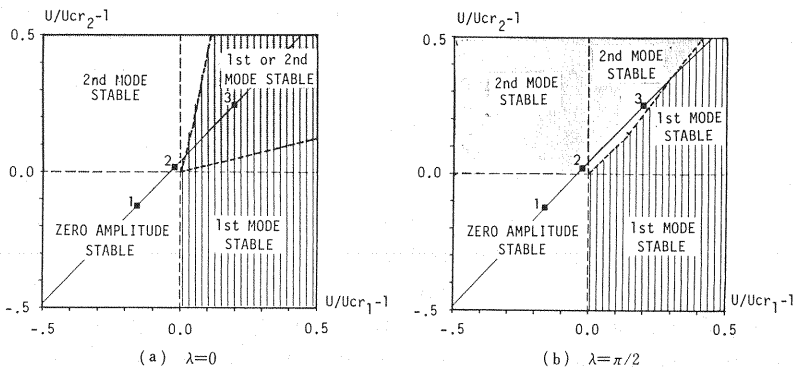 U/Ucr2-1
0.5
2nd MODE
STABLE
1st or 2nd
MODE STABLE
3
2
0.0
1
ZERO AMPLITUDE
STABLE
1st MODE
STABLE
-.5
U/Ucr1-1
-.5
0.0
0.5
(a) λ=0
U/Ucr2-1
0.5
2nd MODE
STABLE
2nd MODE
STABLE
3
1st MODE
STABLE
2
0.0
1
ZERO AMPLITUDE
STABLE
1st MODE
STABLE
-.5
U/Ucr1-1
-.5
0.0
0.5
(b) λ=π/2